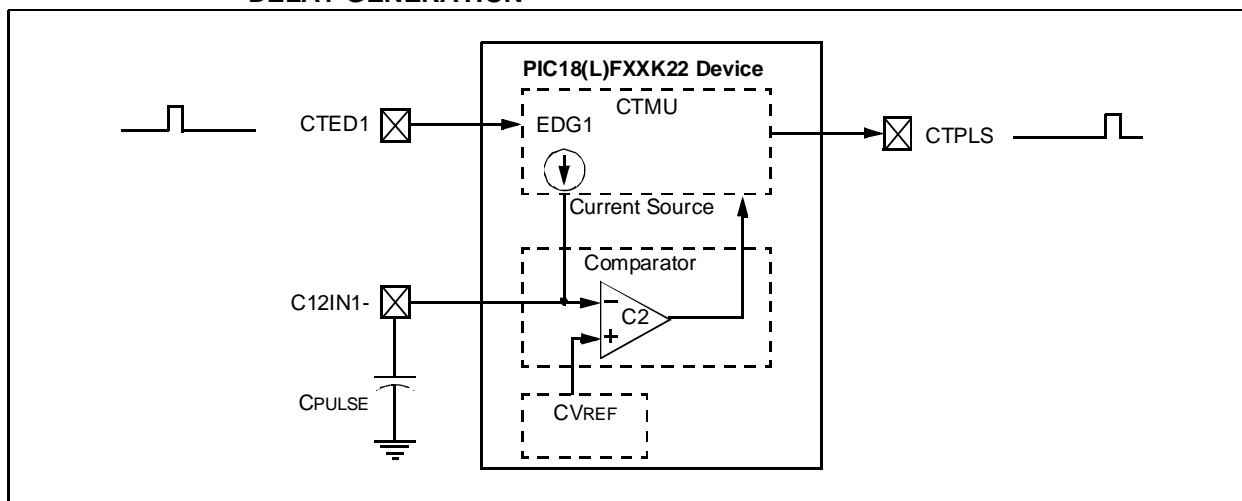 DELAY GENERATION
PIC18(L)FXXK22 Device
CTMU
CTED1
EDG1
CTPLS
Current Source
Comparator
C12IN1-
C2
CPULSE
CVREF